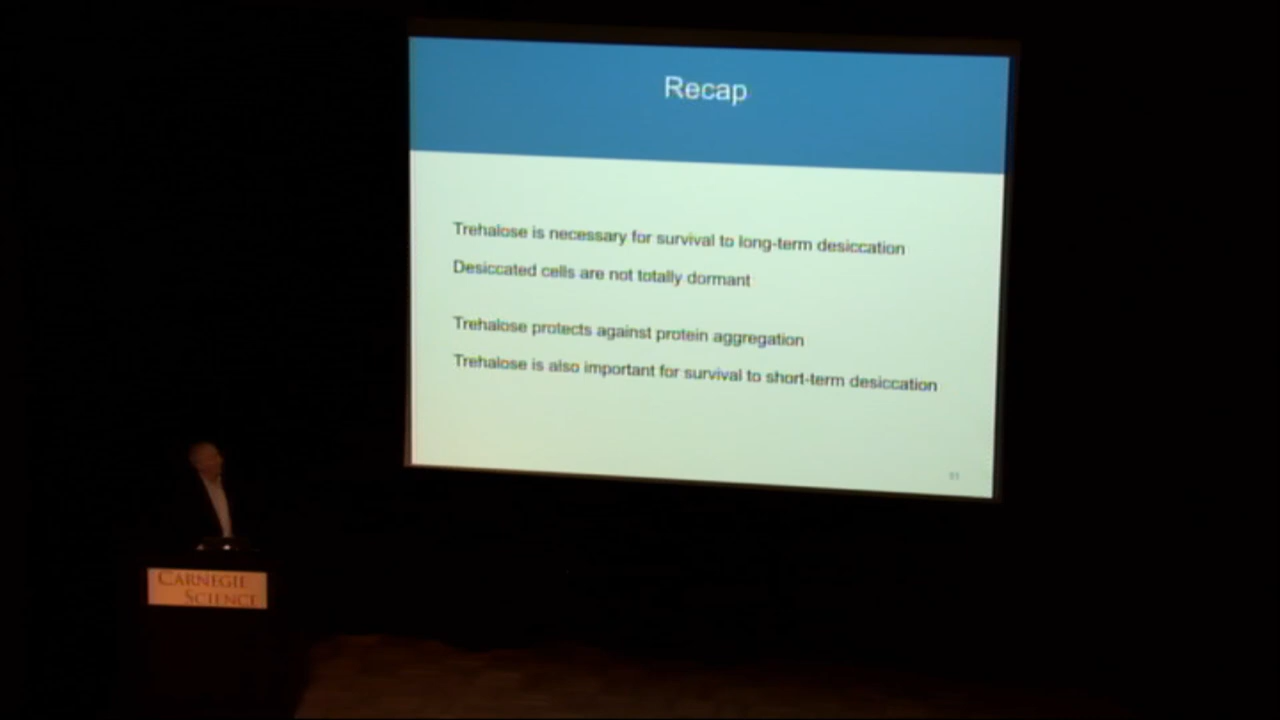 Recap
Trehalose is necessary for survival to long-term desiccation
Desiccated cells are not totally dormant
Trehalose protects against protein aggregation
Trehalose is also important for survival to short-term desiccation
CARNEGIE
SCIENCE